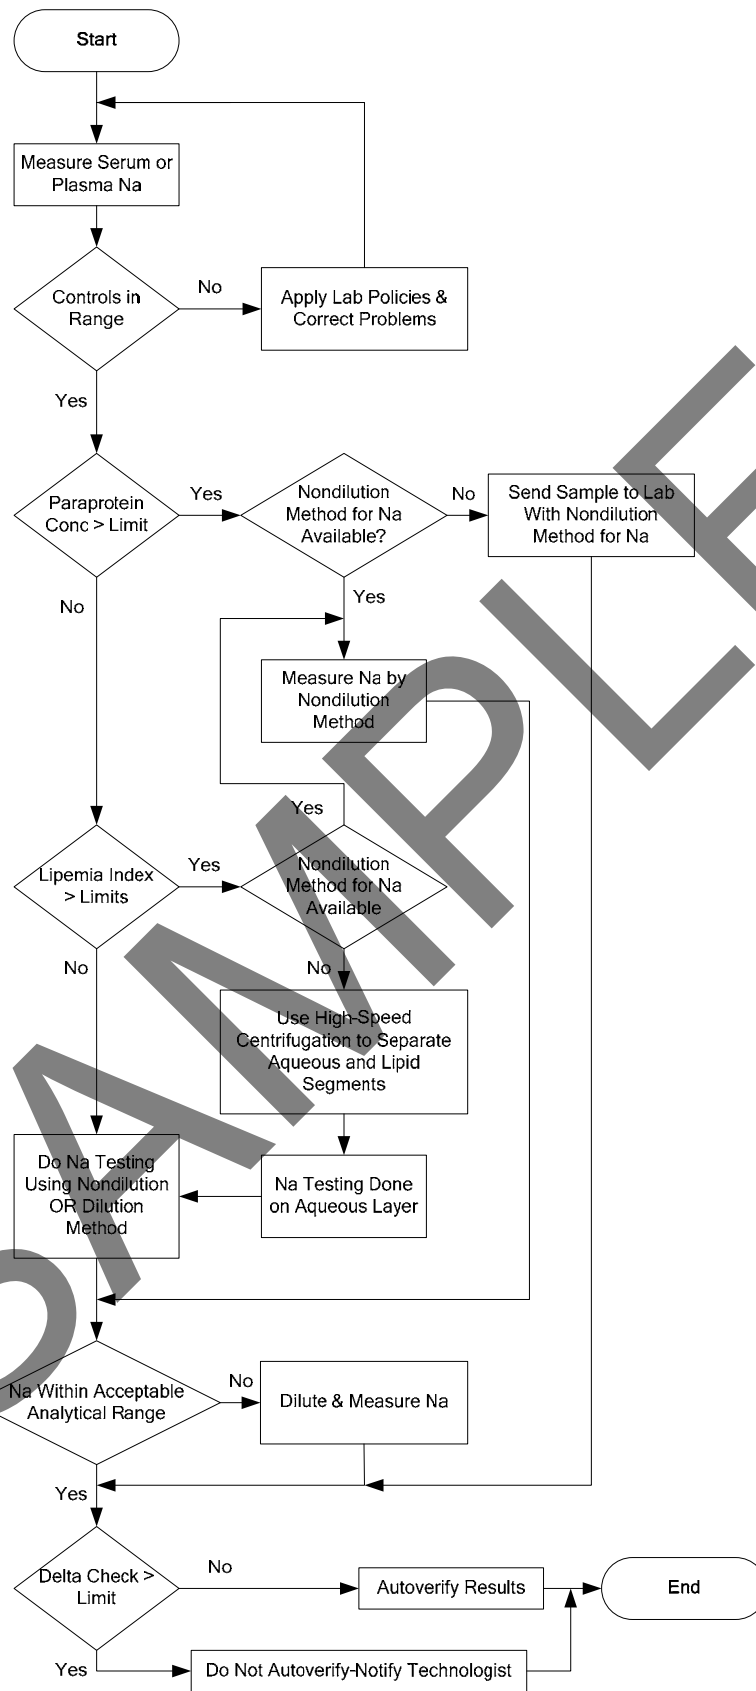 Start
Measure Serum or
Plasma Na
Controls in
Range
No
Apply Lab Policies &
Correct Problems
Yes
Paraprotein
Conc > Limit
Yes
Nondilution
Method for Na
Available?
No
Send Sample to Lab
With Nondilution
Method for Na
No
Yes
Measure Na by
Nondilution
Method
Yes
Lipemia Index
> Limits
Yes
Nondilution
Method for Na
Available
No
No
Use High-Speed
Centrifugation to Separate
Aqueous and Lipid
Segments
Do Na Testing
Using Nondilution
OR Dilution
Method
Na Testing Done
on Aqueous Layer
Na Within Acceptable
Analytical Range
No
Dilute & Measure Na
Yes
Delta Check >
Limit
No
Autoverify Results
End
Yes
Do Not Autoverify-Notify Technologist
SAMPLE